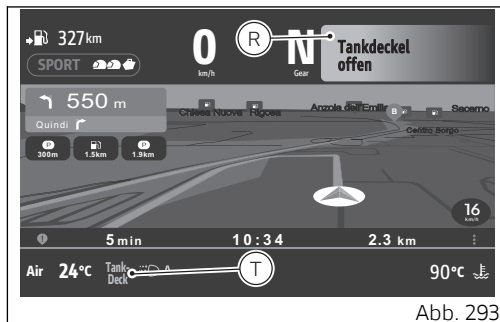 327 km
SPORT
0
km/h
R
N
Gear
Tankdeckel
offen
550 m
Quindi
P
300m
1.5km
P
1.9km
Chiesa Nuova
Rigosa
Anzola dell'Emilia
B
Sacerno
Centro Borgo
16
km/h
5 min
10:34
2.3 km
Air 24°C
Tank-
Deck
T
90°C
Abb. 293